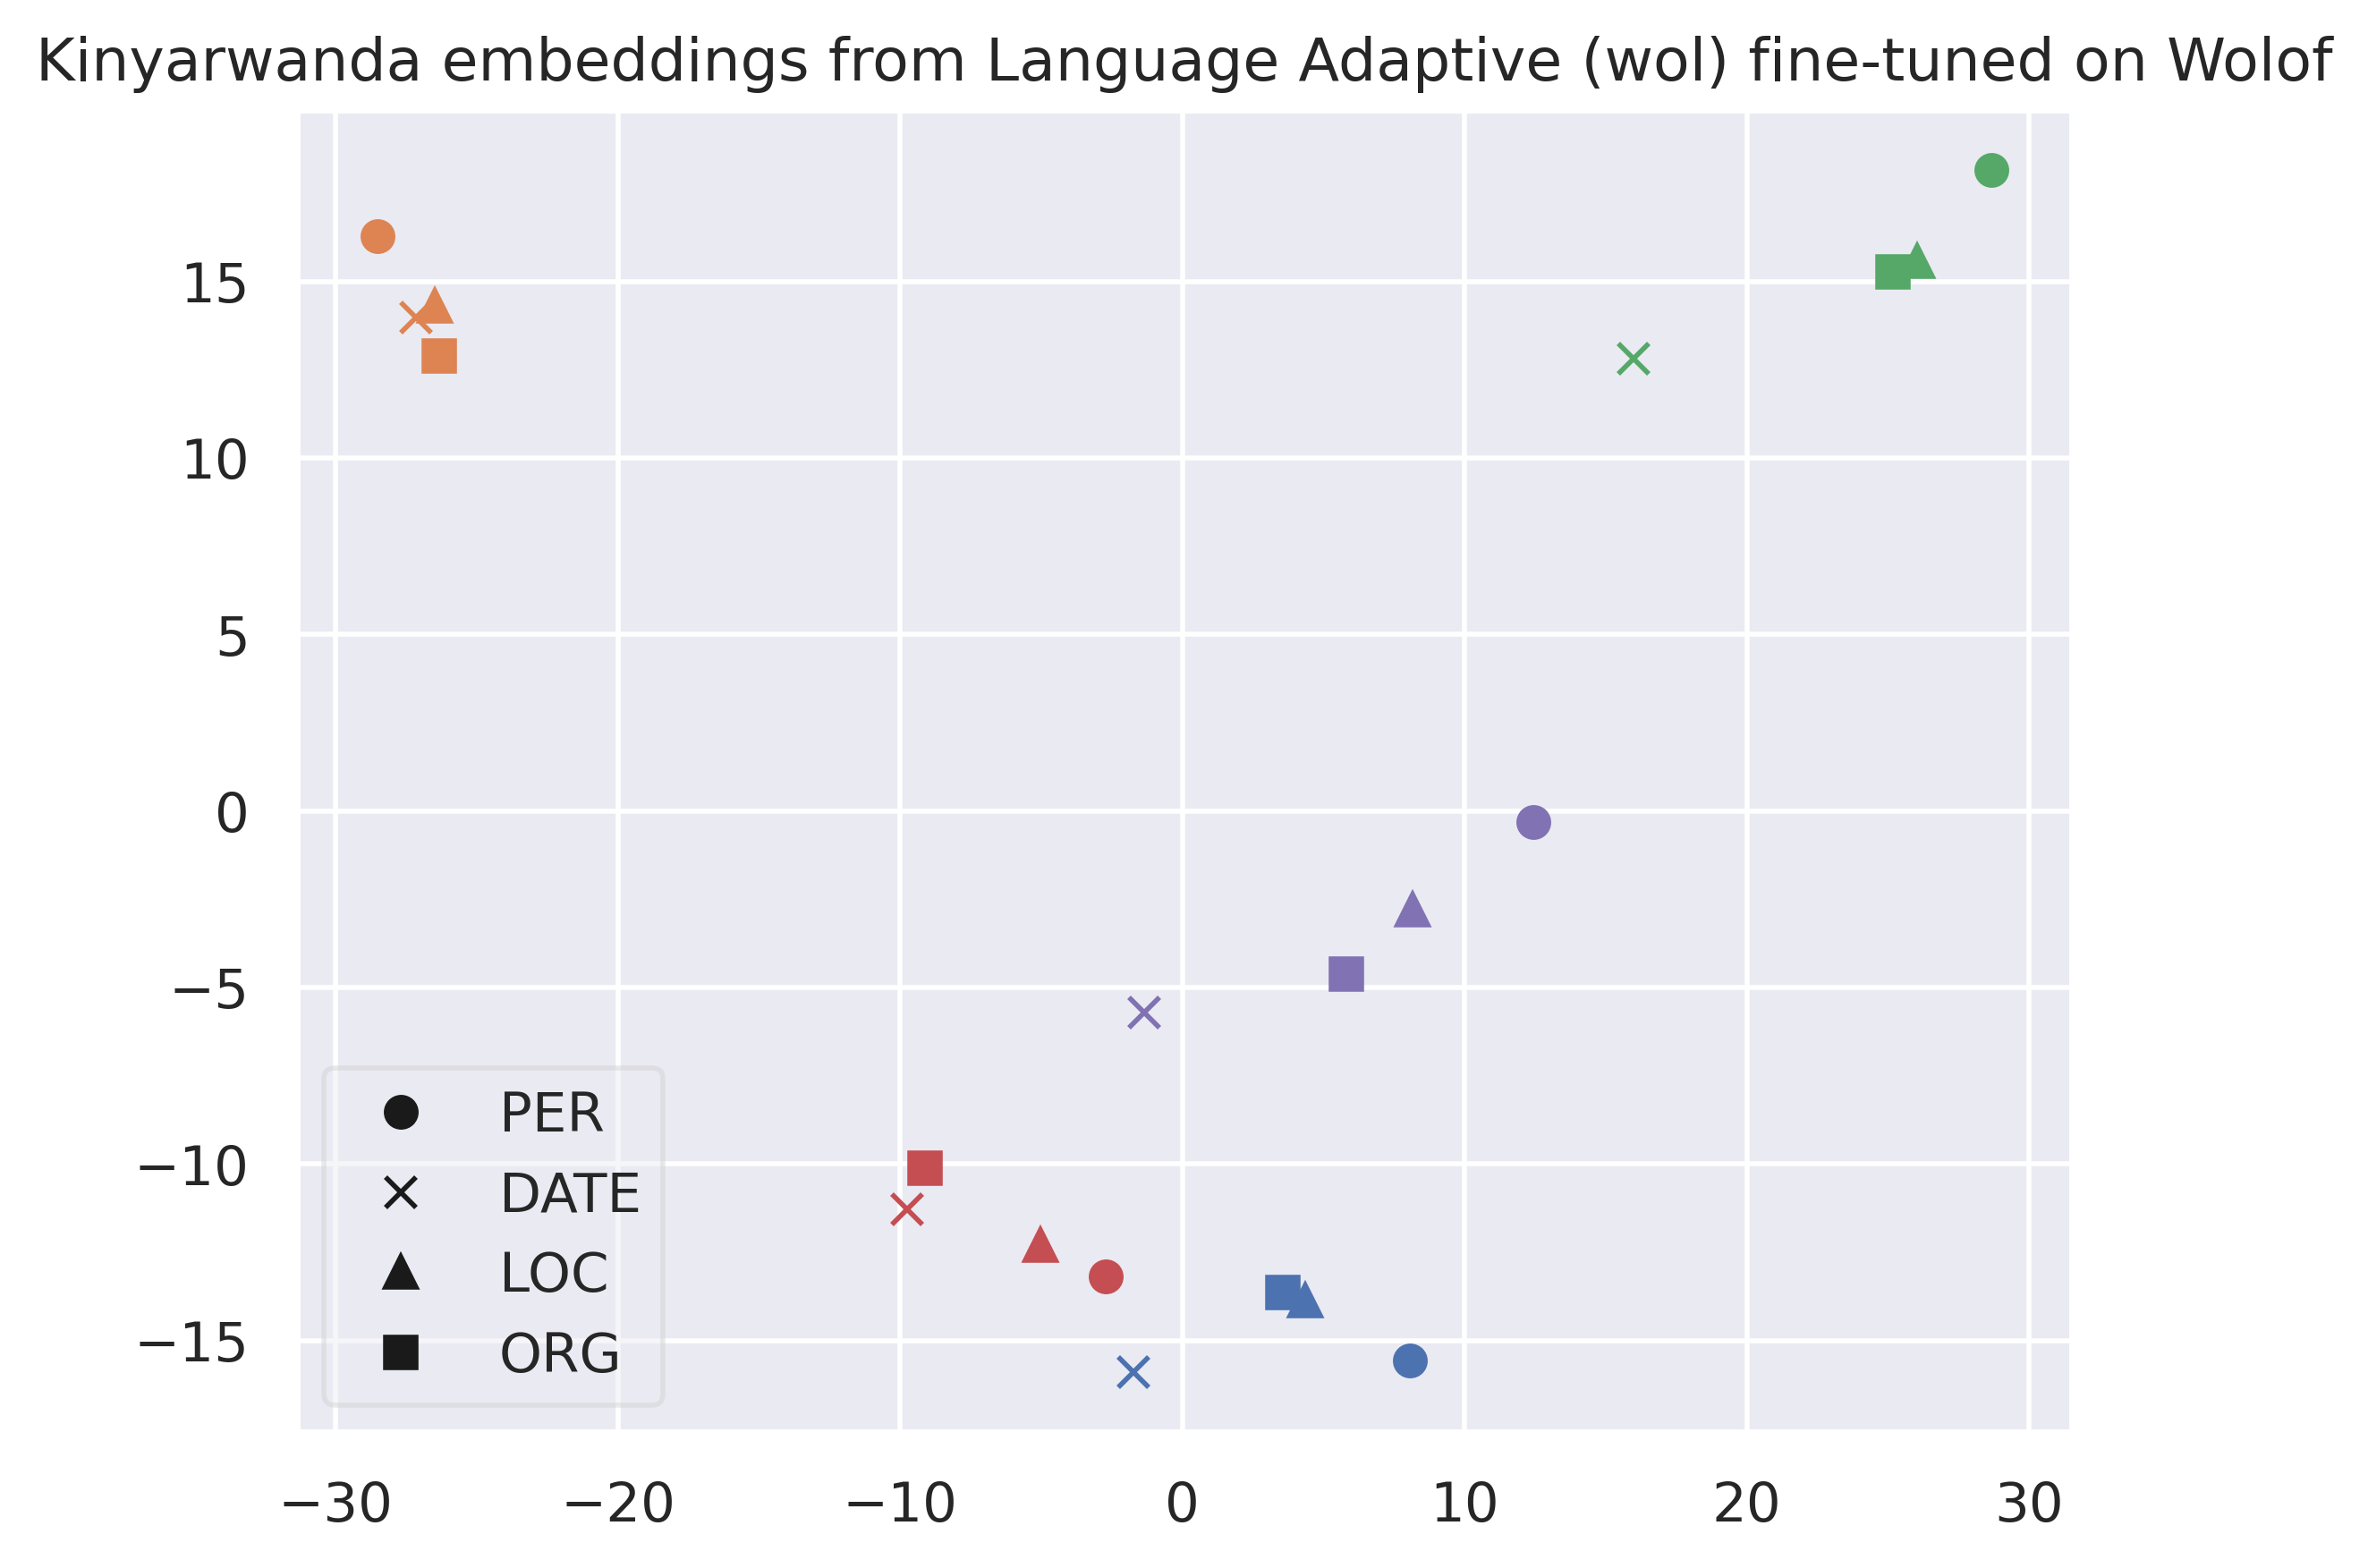 Kinyarwanda embeddings from Language Adaptive (wol) fine-tuned on Wolof
15
10
5
0
−5
−10
−15
PER
DATE
LOC
ORG
−30 −20 −10 0 10 20 30